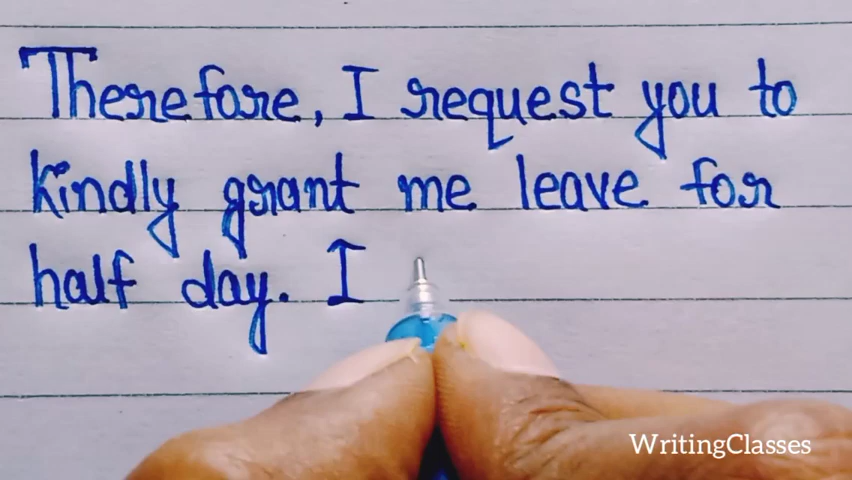 Therefore, I request you to
kindly grant me leave for
half day. I
WritingClasses